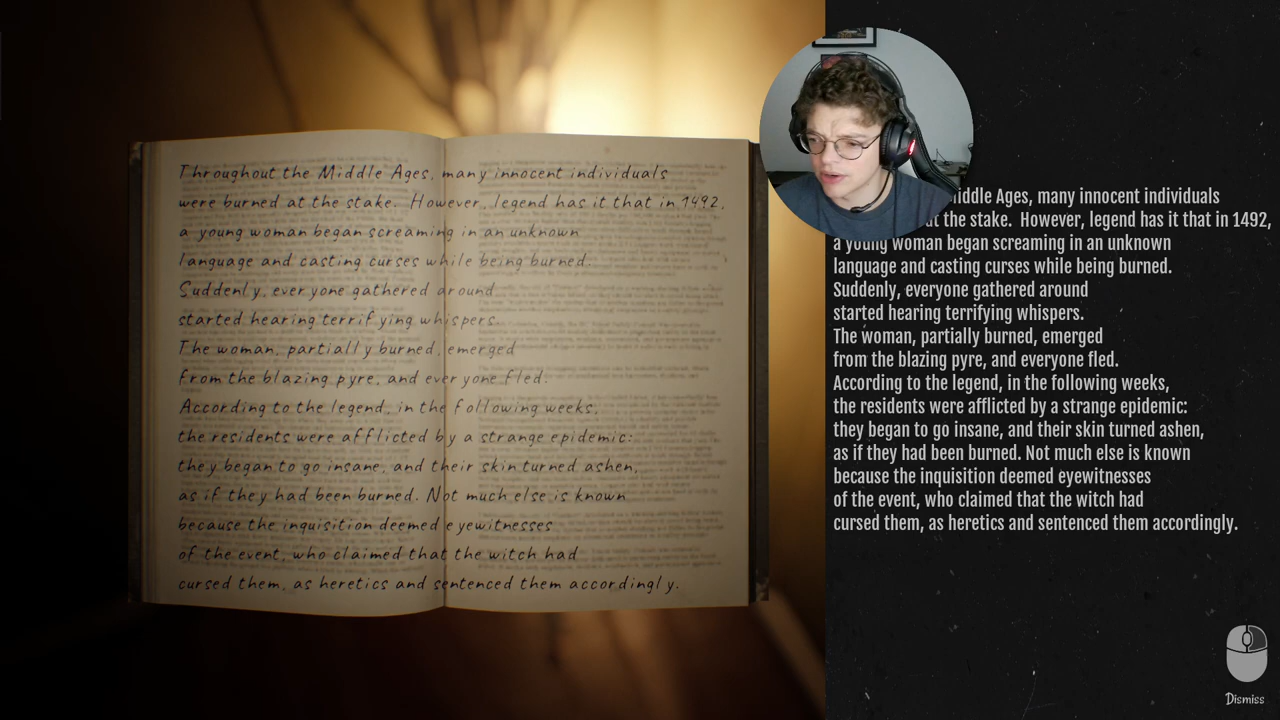 Throughout the Middle Ages, many innocent individuals
were burned at the stake. However, legend has it that in 1492,
a young woman began screaming in an unknown
language and casting curses while being burned.
Suddenly, everyone gathered around
started hearing terrifying whispers.
The woman, partially burned, emerged
from the blazing pyre, and everyone fled.
According to the legend, in the following weeks,
the residents were afflicted by a strange epidemic:
they began to go insane, and their skin turned ashen,
as if they had been burned. Not much else is known
because the inquisition deemed eyewitnesses
of the event, who claimed that the witch had
cursed them, as heretics and sentenced them accordingly.
iddle Ages, many innocent individuals
at the stake. However, legend has it that in 1492,
a young woman began screaming in an unknown
language and casting curses while being burned.
Suddenly, everyone gathered around
started hearing terrifying whispers.
The woman, partially burned, emerged
from the blazing pyre, and everyone fled.
According to the legend, in the following weeks,
the residents were afflicted by a strange epidemic:
they began to go insane, and their skin turned ashen,
as if they had been burned. Not much else is known
because the inquisition deemed eyewitnesses
of the event, who claimed that the witch had
cursed them, as heretics and sentenced them accordingly.
Dismiss